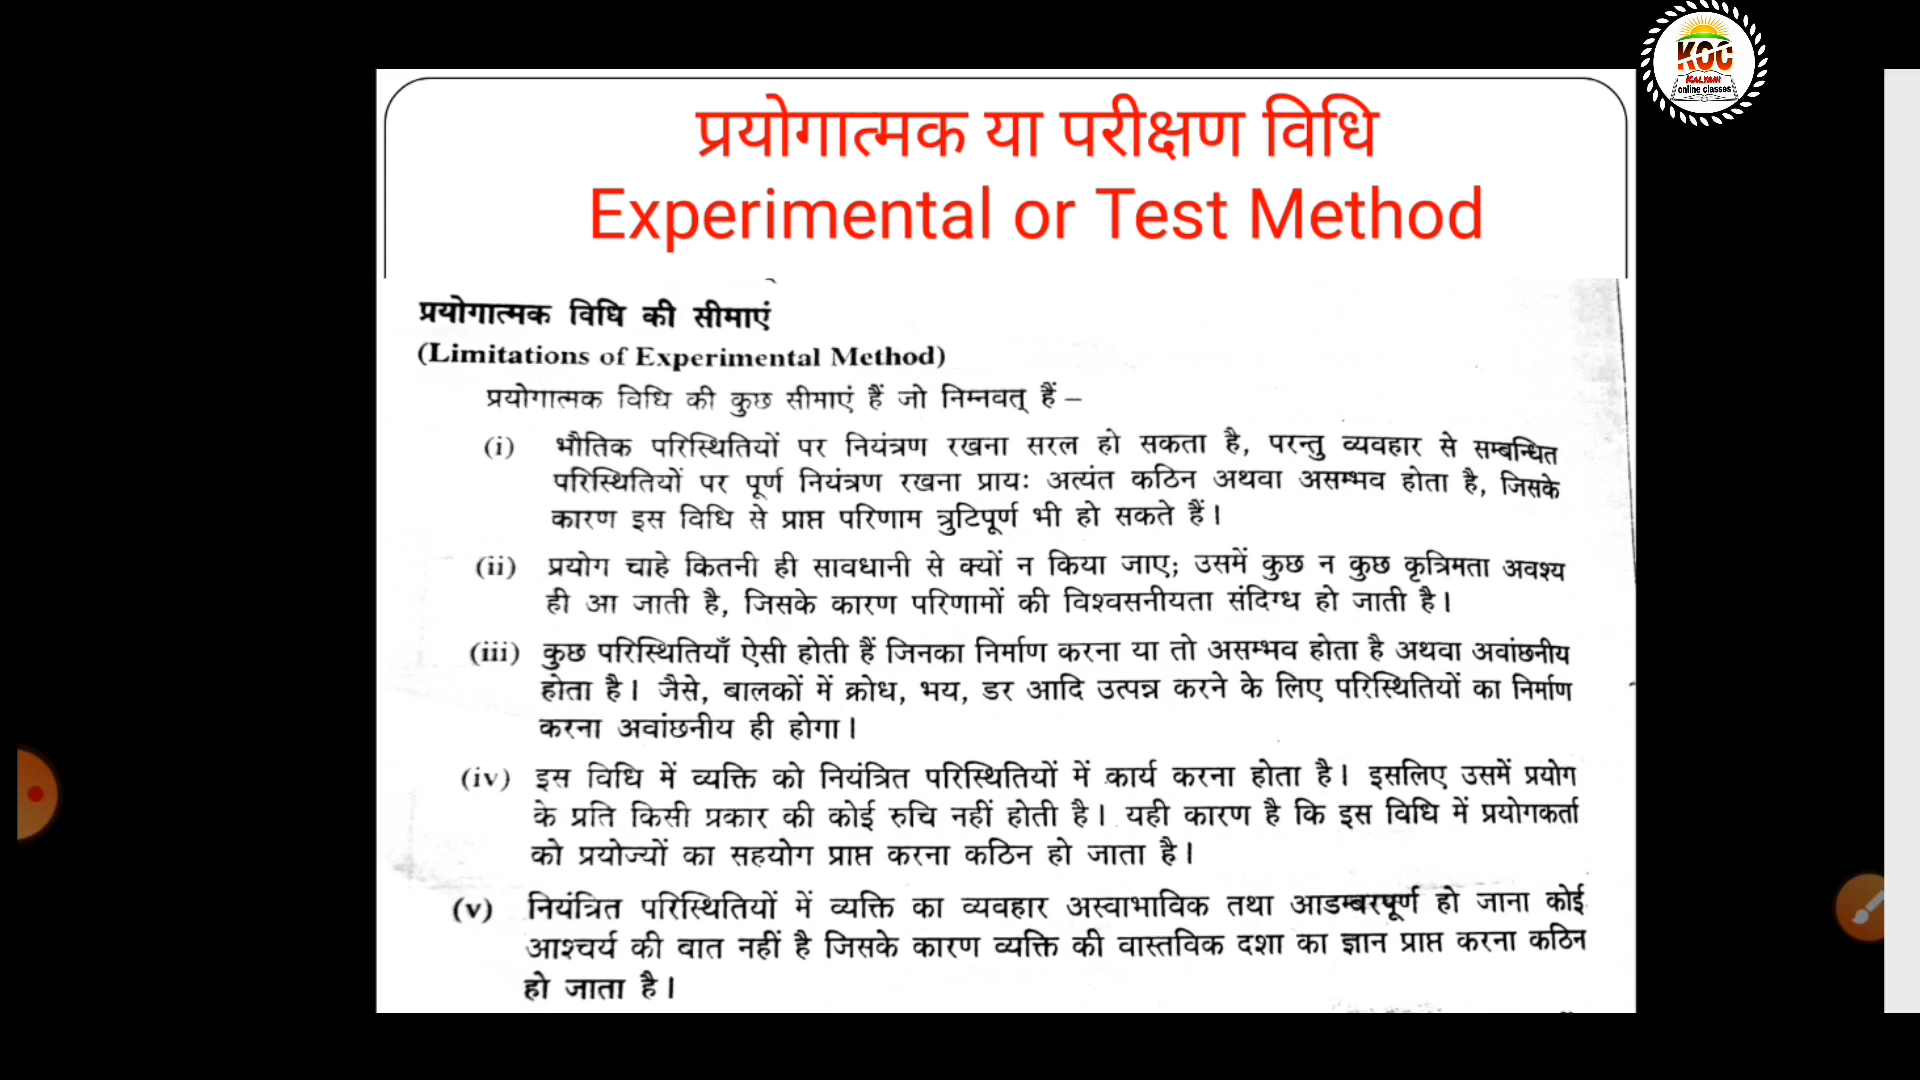 KOC
KALYANI
online classes
प्रयोगात्मक या परीक्षण विधि
Experimental or Test Method
प्रयोगात्मक विधि की सीमाएं
(Limitations of Experimental Method)
प्रयोगात्मक विधि की कुछ सीमाएं हैं जो निम्नवत् हैं –
(i) भौतिक परिस्थितियों पर नियंत्रण रखना सरल हो सकता है, परन्तु व्यवहार से सम्बन्धित
परिस्थितियों पर पूर्ण नियंत्रण रखना प्रायः अत्यंत कठिन अथवा असम्भव होता है, जिसके
कारण इस विधि से प्राप्त परिणाम त्रुटिपूर्ण भी हो सकते हैं।
(ii) प्रयोग चाहे कितनी ही सावधानी से क्यों न किया जाए; उसमें कुछ न कुछ कृत्रिमता अवश्य
ही आ जाती है, जिसके कारण परिणामों की विश्वसनीयता संदिग्ध हो जाती है।
(iii) कुछ परिस्थितियाँ ऐसी होती हैं जिनका निर्माण करना या तो असम्भव होता है अथवा अवांछनीय
होता है। जैसे, बालकों में क्रोध, भय, डर आदि उत्पन्न करने के लिए परिस्थितियों का निर्माण
करना अवांछनीय ही होगा।
(iv) इस विधि में व्यक्ति को नियंत्रित परिस्थितियों में कार्य करना होता है। इसलिए उसमें प्रयोग
के प्रति किसी प्रकार की कोई रुचि नहीं होती है। यही कारण है कि इस विधि में प्रयोगकर्ता
को प्रयोज्यों का सहयोग प्राप्त करना कठिन हो जाता है।
(v) नियंत्रित परिस्थितियों में व्यक्ति का व्यवहार अस्वाभाविक तथा आडम्बरपूर्ण हो जाना कोई
आश्चर्य की बात नहीं है जिसके कारण व्यक्ति की वास्तविक दशा का ज्ञान प्राप्त करना कठिन
हो जाता है।